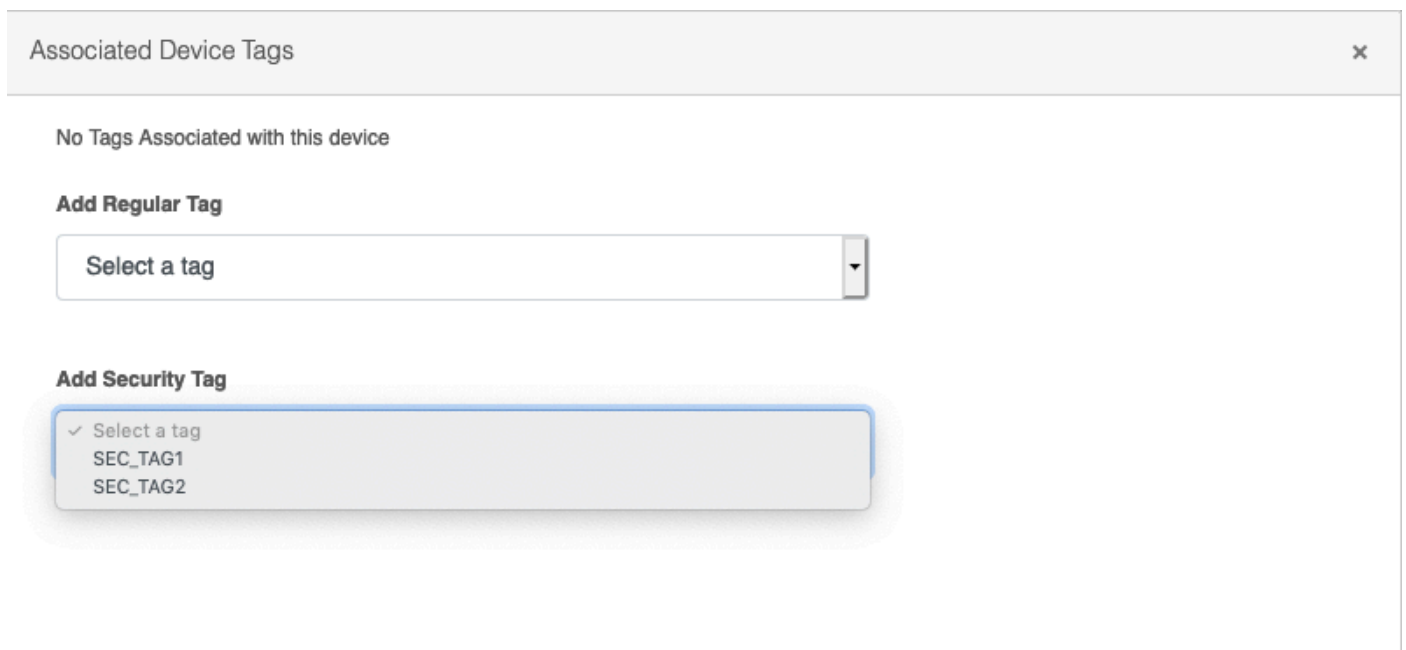 Associated Device Tags
×
No Tags Associated with this device
Add Regular Tag
Select a tag
Add Security Tag
✓ Select a tag
SEC_TAG1
SEC_TAG2